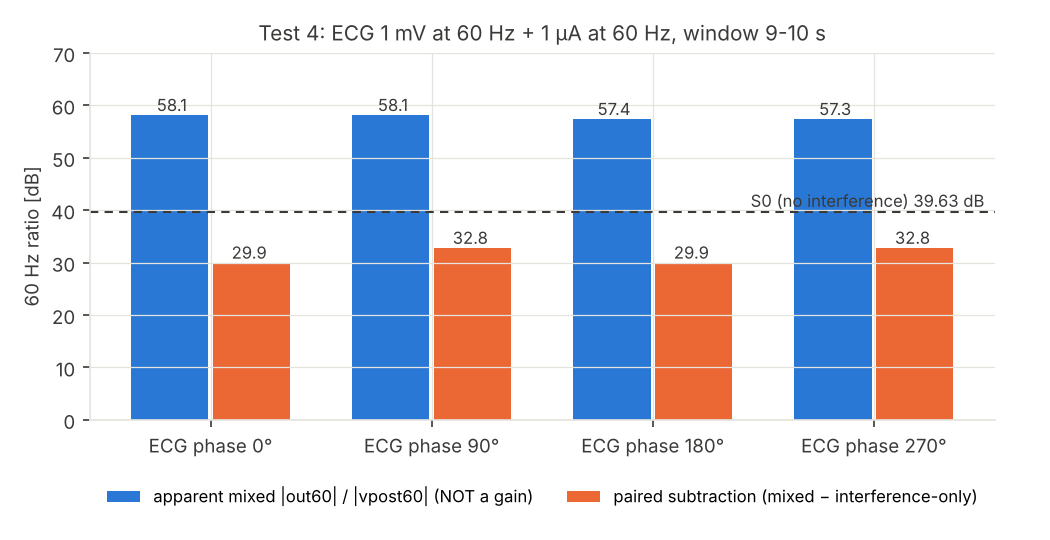 Test 4: ECG 1 mV at 60 Hz + 1 µA at 60 Hz, window 9-10 s
60 Hz ratio [dB]
70
60
50
40
30
20
10
0
58.1
29.9
58.1
32.8
57.4
29.9
57.3
32.8
S0 (no interference) 39.63 dB
ECG phase 0°
ECG phase 90°
ECG phase 180°
ECG phase 270°
apparent mixed |out60| / |vpost60| (NOT a gain)
paired subtraction (mixed − interference-only)